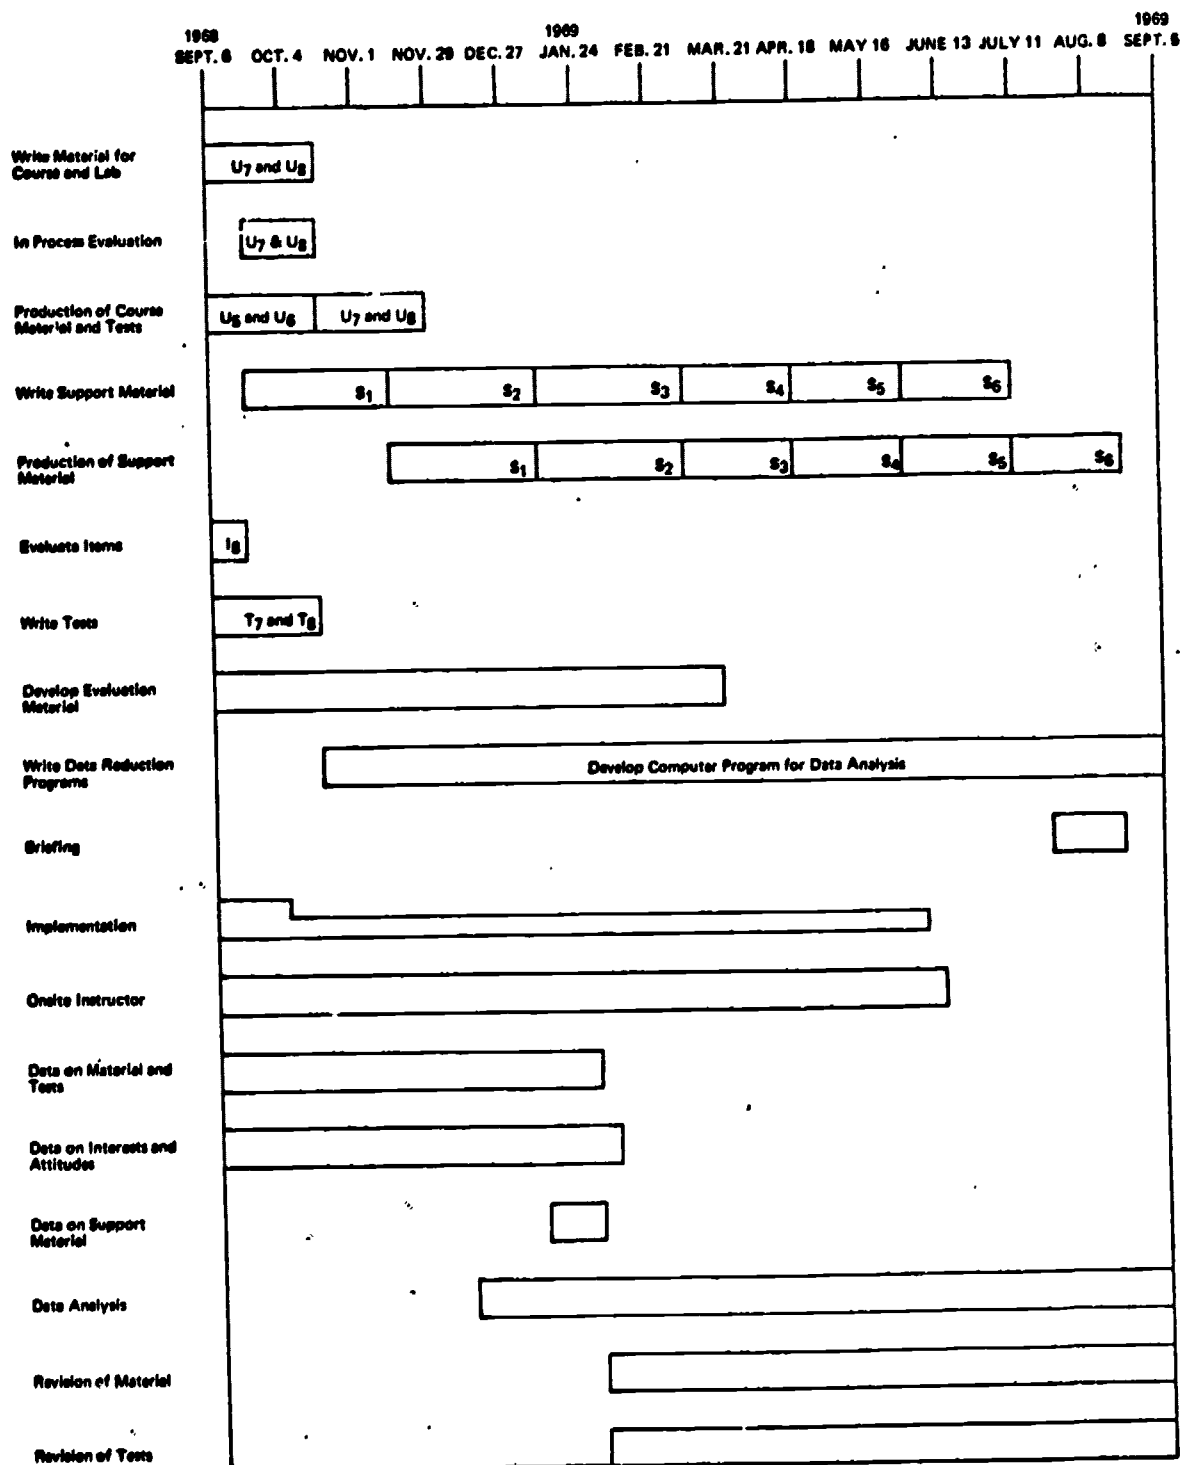 1968 1969 1969
SEPT. 6 OCT. 4 NOV. 1 NOV. 29 DEC. 27 JAN. 24 FEB. 21 MAR. 21 APR. 18 MAY 16 JUNE 13 JULY 11 AUG. 8 SEPT. 5
Write Material for
Course and Lab
U7 and U8
In Process Evaluation
U7 & U8
Production of Course
Material and Tests
U5 and U6 U7 and U8
Write Support Material
S1 S2 S3 S4 S5 S6
Production of Support
Material
S1 S2 S3 S4 S5 S6
Evaluate Items
I8
Write Tests
T7 and T8
Develop Evaluation
Material
Write Data Reduction
Programs
Develop Computer Program for Data Analysis
Briefing
Implementation
Onsite Instructor
Data on Material and
Tests
Data on Interests and
Attitudes
Data on Support
Material
Data Analysis
Revision of Material
Revision of Tests